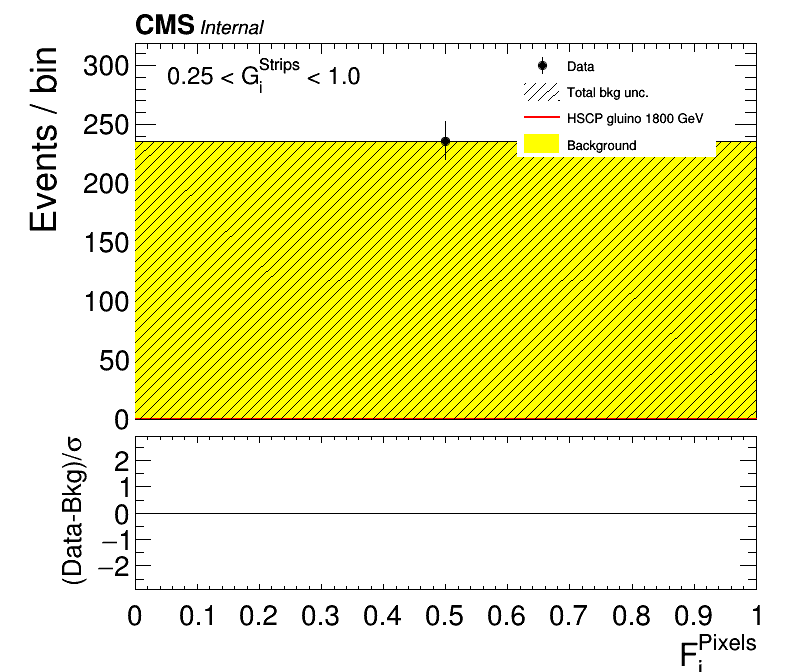 CMS Internal
Events / bin
300
250
200
150
100
50
0
0.25 < G_i^Strips < 1.0
Data
Total bkg unc.
HSCP gluino 1800 GeV
Background
(Data-Bkg)/σ
2
1
0
−1
−2
0 0.1 0.2 0.3 0.4 0.5 0.6 0.7 0.8 0.9 1
F_i^Pixels